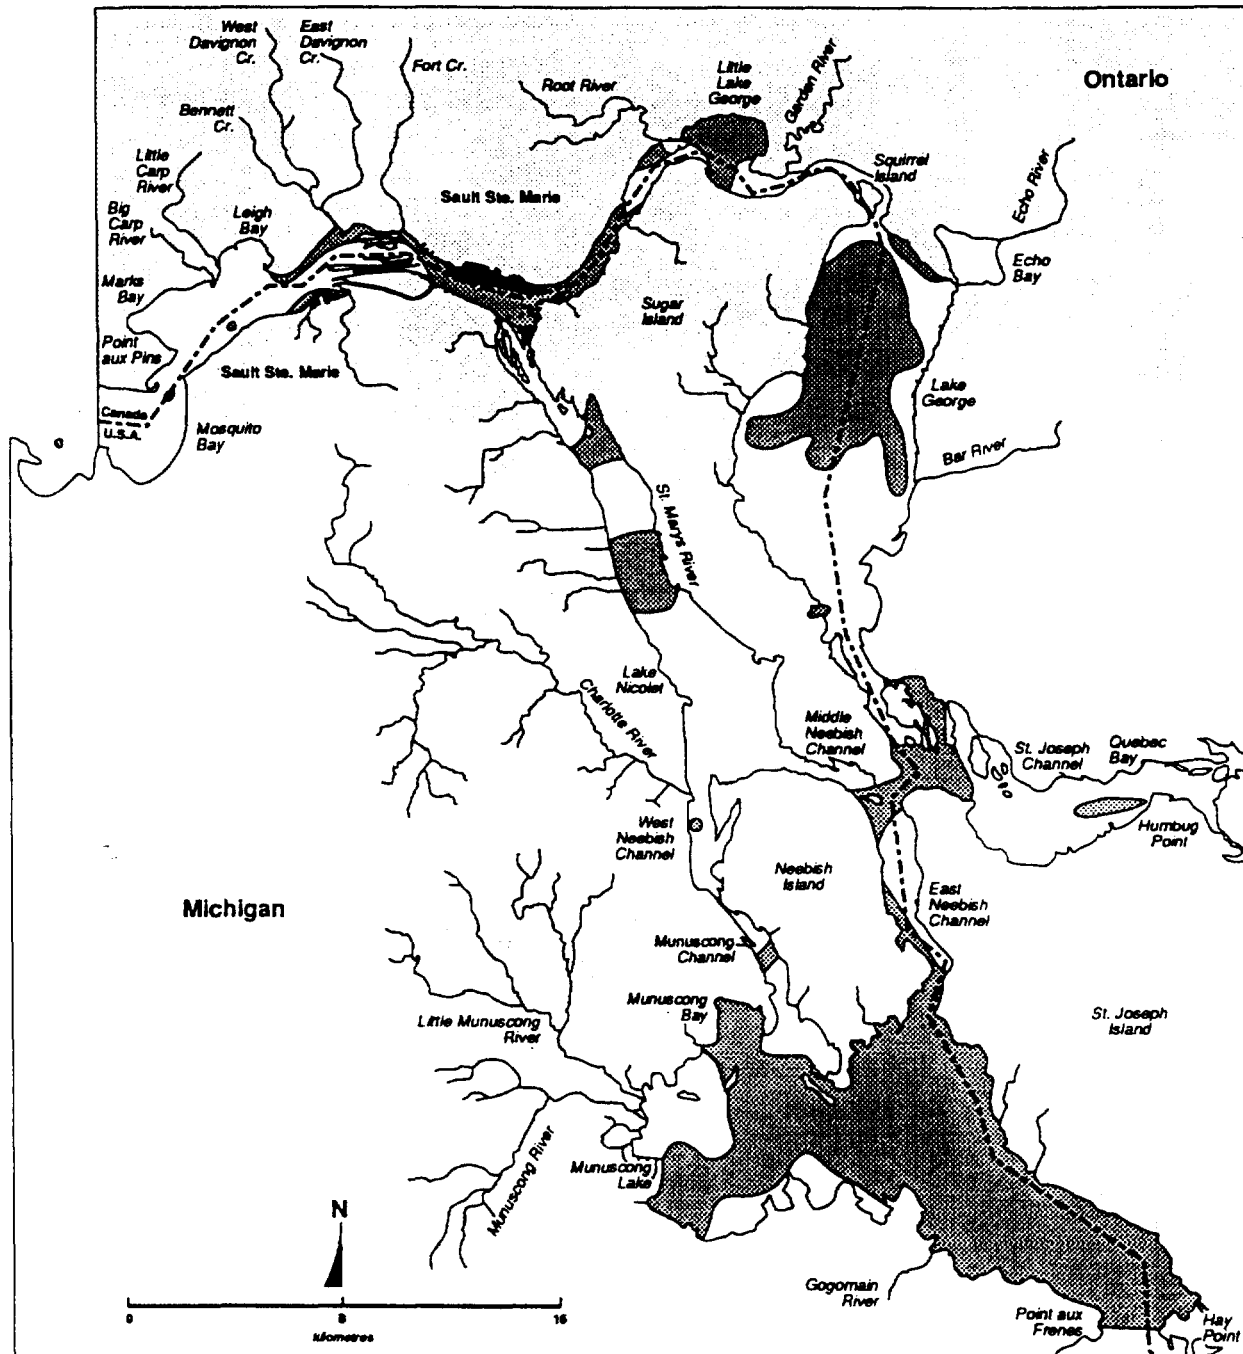 West
Davignon
Cr.
East
Davignon
Cr.
Fort Cr.
Root River
Little
Lake
George
Garden River
Ontario
Bennett
Cr.
Little
Carp
River
Big
Carp
River
Leigh
Bay
Sault Ste. Marie
Squirrel
Island
Echo River
Echo
Bay
Marks
Bay
Sugar
Island
Point
aux Pins
Sault Ste. Marie
Lake
George
Canada
U.S.A.
Mosquito
Bay
Bar River
St. Marys River
Lake
Nicolet
Charlotte River
Middle
Neebish
Channel
St. Joseph
Channel
Quebec
Bay
West
Neebish
Channel
Humbug
Point
Neebish
Island
East
Neebish
Channel
Michigan
Munuscong
Channel
Munuscong
Bay
Little Munuscong
River
St. Joseph
Island
Munuscong River
Munuscong
Lake
N
Gogomain
River
Point aux
Frenes
Hay
Point
0 8 16
kilometres